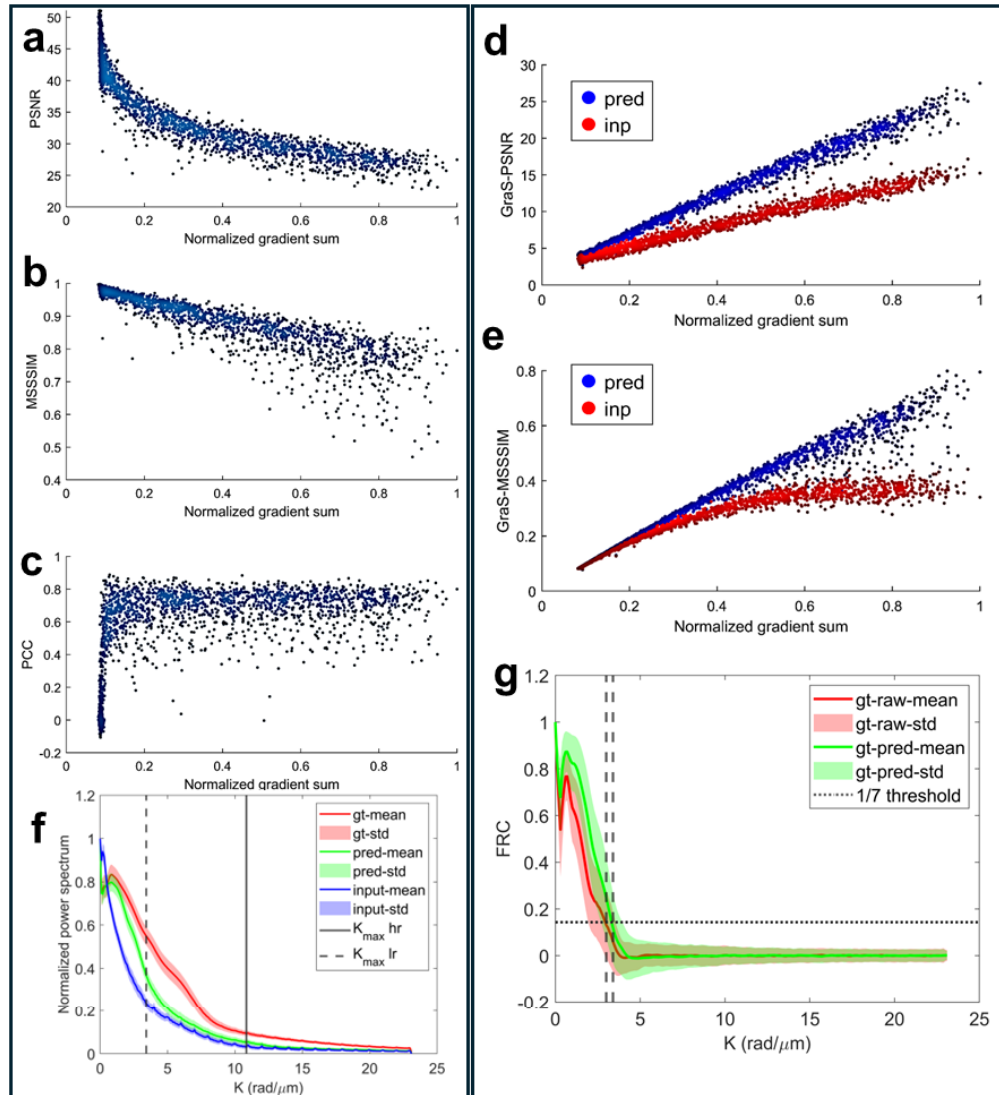 a
50
45
40
35
30
25
20
PSNR
0
0.2
0.4
0.6
0.8
1
Normalized gradient sum
b
1
0.9
0.8
0.7
0.6
0.5
0.4
MSSSIM
0
0.2
0.4
0.6
0.8
1
Normalized gradient sum
c
1
0.8
0.6
0.4
0.2
0
-0.2
PCC
0
0.2
0.4
0.6
0.8
1
Normalized gradient sum
f
1.2
1
0.8
0.6
0.4
0.2
0
Normalized power spectrum
gt-mean
gt-std
pred-mean
pred-std
input-mean
input-std
K_max hr
K_max lr
0
5
10
15
20
25
K (rad/μm)
d
30
25
20
15
10
5
0
GraS-PSNR
pred
inp
0
0.2
0.4
0.6
0.8
1
Normalized gradient sum
e
0.8
0.6
0.4
0.2
0
GraS-MSSSIM
pred
inp
0
0.2
0.4
0.6
0.8
1
Normalized gradient sum
g
1.2
1
0.8
0.6
0.4
0.2
0
-0.2
FRC
gt-raw-mean
gt-raw-std
gt-pred-mean
gt-pred-std
1/7 threshold
0
5
10
15
20
25
K (rad/μm)